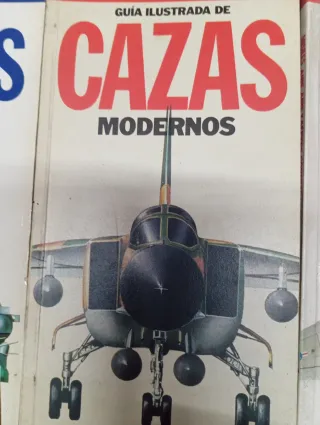 GUÍA ILUSTRADA DE
CAZAS
MODERNOS
S